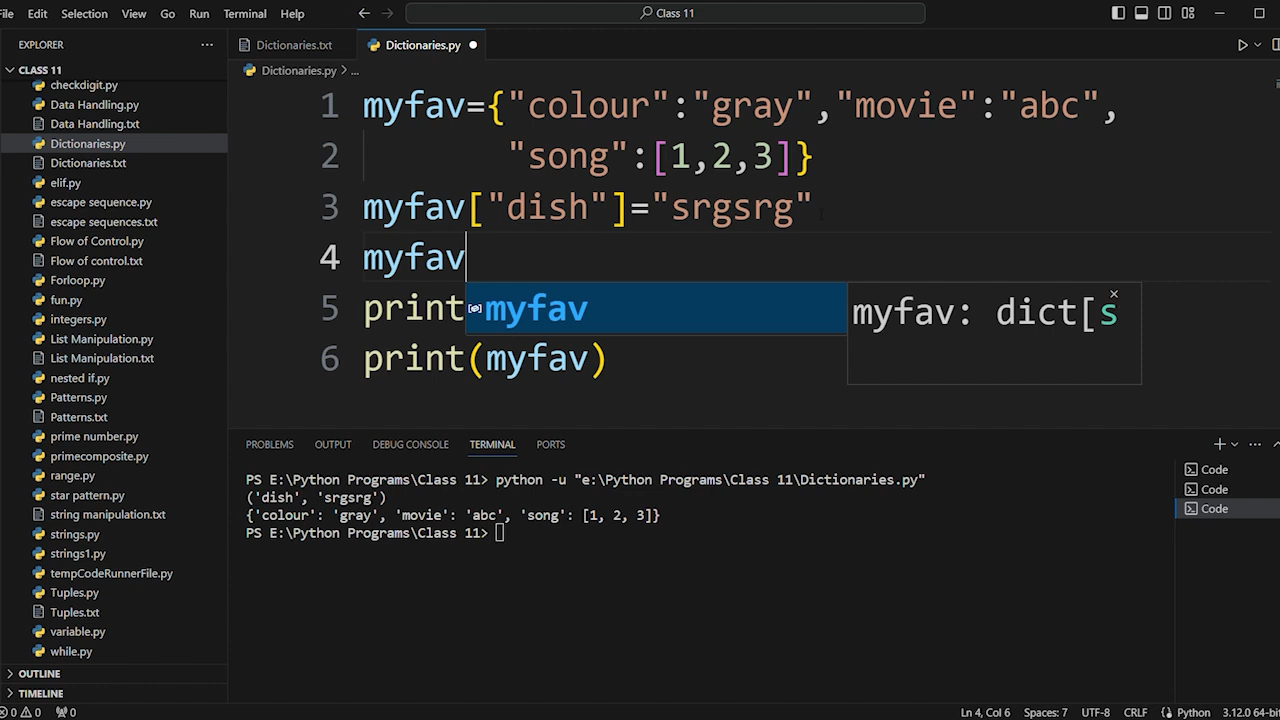 File Edit Selection View Go Run Terminal Help
Class 11
EXPLORER
CLASS 11
checkdigit.py
Data Handling.py
Data Handling.txt
Dictionaries.py
Dictionaries.txt
elif.py
escape sequence.py
escape sequences.txt
Flow of Control.py
Flow of control.txt
Forloop.py
fun.py
integers.py
List Manipulation.py
List Manipulation.txt
nested if.py
Patterns.py
Patterns.txt
prime number.py
primecomposite.py
range.py
star pattern.py
string manipulation.txt
strings.py
strings1.py
tempCodeRunnerFile.py
Tuples.py
Tuples.txt
variable.py
while.py
OUTLINE
TIMELINE
Dictionaries.txt Dictionaries.py
Dictionaries.py > ...
1 myfav={"colour":"gray","movie":"abc",
2 "song":[1,2,3]}
3 myfav["dish"]="srgsrg"
4 myfav
5 print
myfav
myfav: dict[s
6 print(myfav)
PROBLEMS OUTPUT DEBUG CONSOLE TERMINAL PORTS
PS E:\Python Programs\Class 11> python -u "e:\Python Programs\Class 11\Dictionaries.py"
('dish', 'srgsrg')
{'colour': 'gray', 'movie': 'abc', 'song': [1, 2, 3]}
PS E:\Python Programs\Class 11>
Code
Code
Code
0 0 0 Ln 4, Col 6 Spaces: 7 UTF-8 CRLF Python 3.12.0 64-bit